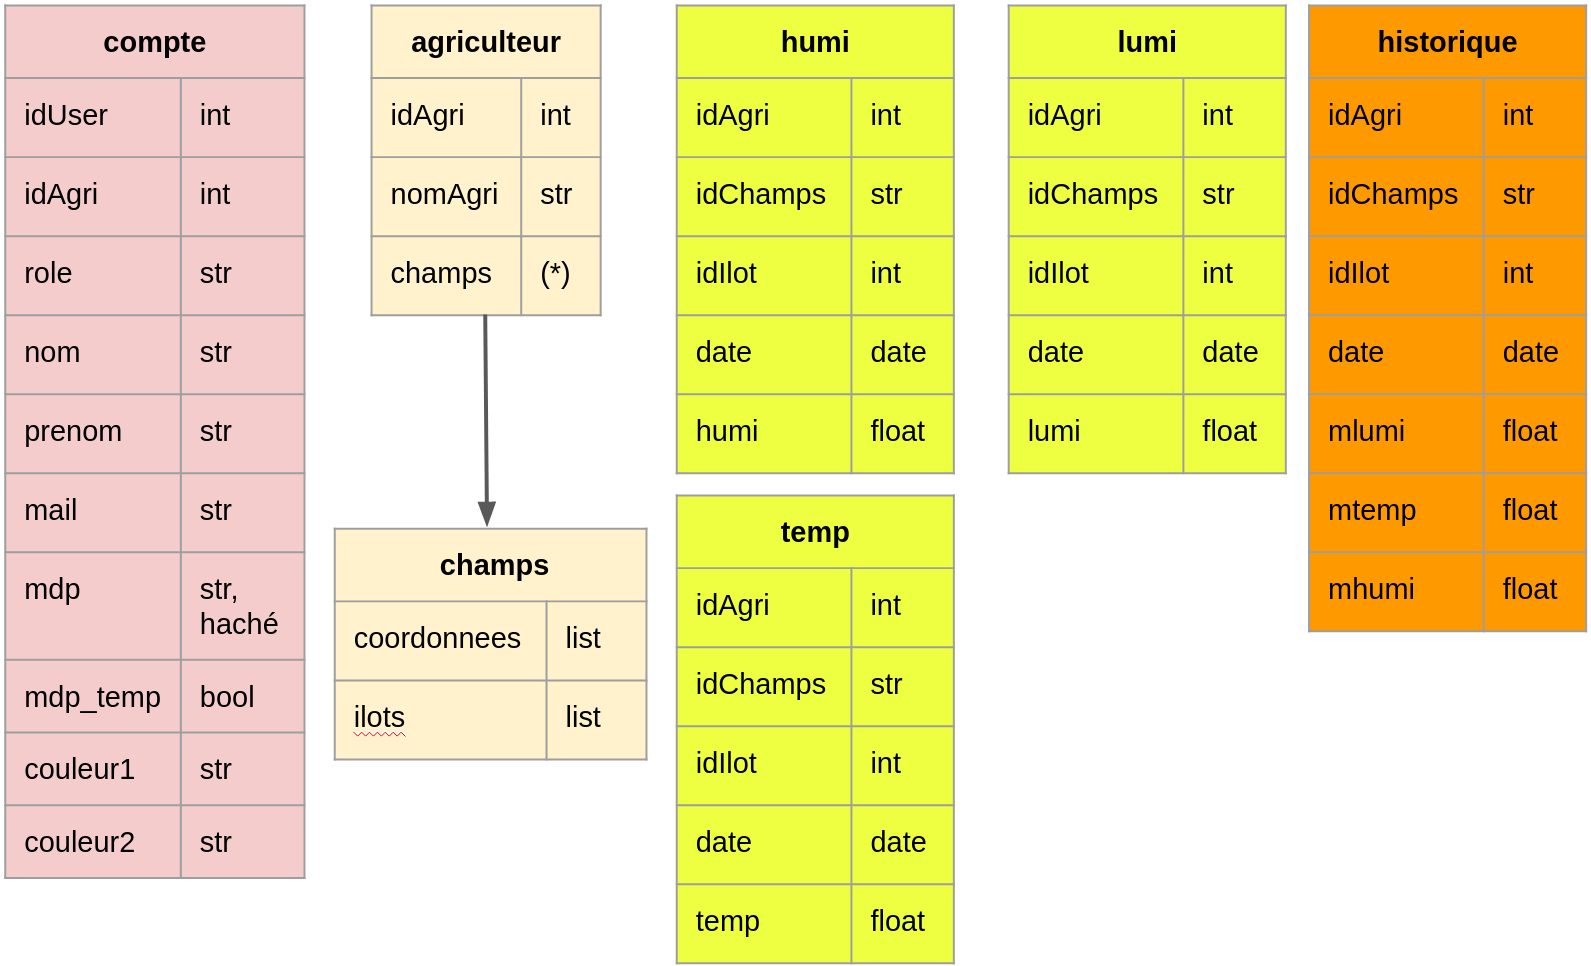 compte
idUser int
idAgri int
role str
nom str
prenom str
mail str
mdp str,
haché
mdp_temp bool
couleur1 str
couleur2 str
agriculteur
idAgri int
nomAgri str
champs (*)
champs
coordonnees list
ilots list
humi
idAgri int
idChamps str
idIlot int
date date
humi float
temp
idAgri int
idChamps str
idIlot int
date date
temp float
lumi
idAgri int
idChamps str
idIlot int
date date
lumi float
historique
idAgri int
idChamps str
idIlot int
date date
mlumi float
mtemp float
mhumi float